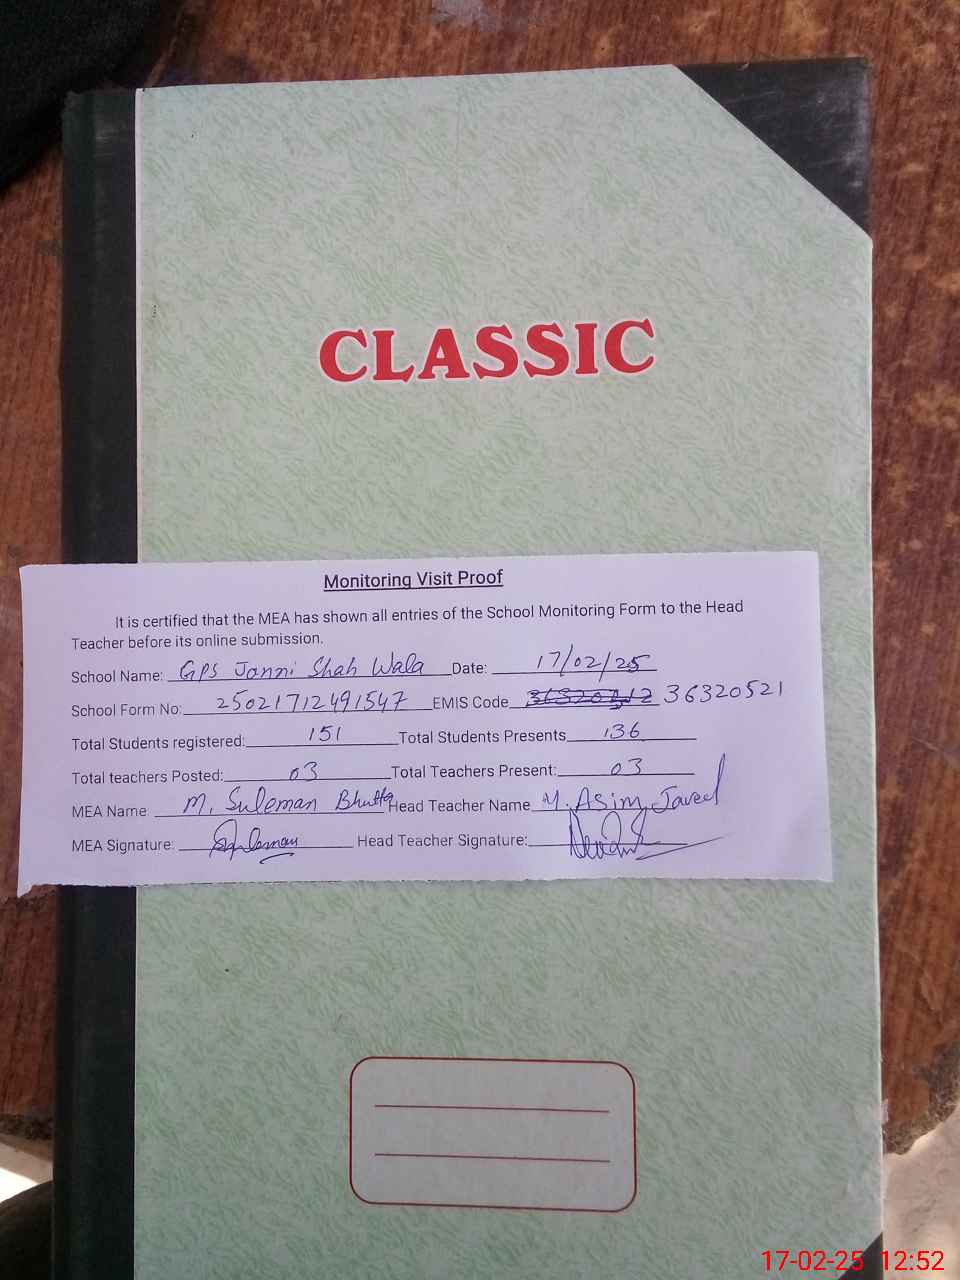 CLASSIC
Monitoring Visit Proof
It is certified that the MEA has shown all entries of the School Monitoring Form to the Head
Teacher before its online submission.
School Name: GPS Janni Shah Wala Date: 17/02/25
School Form No: 25021712491547 EMIS Code 36320521
Total Students registered: 151 Total Students Presents 136
Total teachers Posted: 03 Total Teachers Present: 03
MEA Name M. Suleman Bhutta Head Teacher Name M. Asim Javed
MEA Signature: Suleman Head Teacher Signature:
17-02-25 12:52